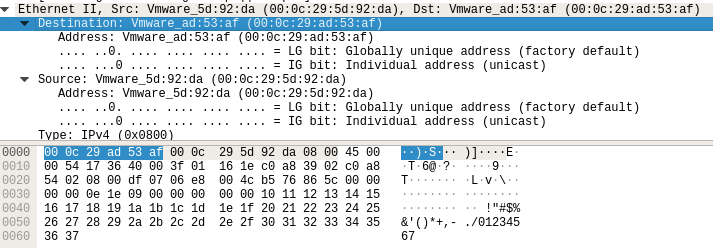 Ethernet II, Src: Vmware_5d:92:da (00:0c:29:5d:92:da), Dst: Vmware_ad:53:af (00:0c:29:ad:53:af)
Destination: Vmware_ad:53:af (00:0c:29:ad:53:af)
Address: Vmware_ad:53:af (00:0c:29:ad:53:af)
.... ..0. .... .... .... .... = LG bit: Globally unique address (factory default)
.... ...0 .... .... .... .... = IG bit: Individual address (unicast)
Source: Vmware_5d:92:da (00:0c:29:5d:92:da)
Address: Vmware_5d:92:da (00:0c:29:5d:92:da)
.... ..0. .... .... .... .... = LG bit: Globally unique address (factory default)
.... ...0 .... .... .... .... = IG bit: Individual address (unicast)
Type: IPv4 (0x0800)
0000 00 0c 29 ad 53 af 00 0c 29 5d 92 da 08 00 45 00 ··)·S··· )]····E·
0010 00 54 17 36 40 00 3f 01 16 1e c0 a8 39 02 c0 a8 ·T·6@·?· ····9···
0020 54 02 08 00 df 07 06 e8 00 4c b5 76 86 5c 00 00 T······· ·L·v·\··
0030 00 00 0e 1e 09 00 00 00 00 00 10 11 12 13 14 15 ········ ········
0040 16 17 18 19 1a 1b 1c 1d 1e 1f 20 21 22 23 24 25 ········ ·· !"#$%
0050 26 27 28 29 2a 2b 2c 2d 2e 2f 30 31 32 33 34 35 &'()*+,- ./012345
0060 36 37 67